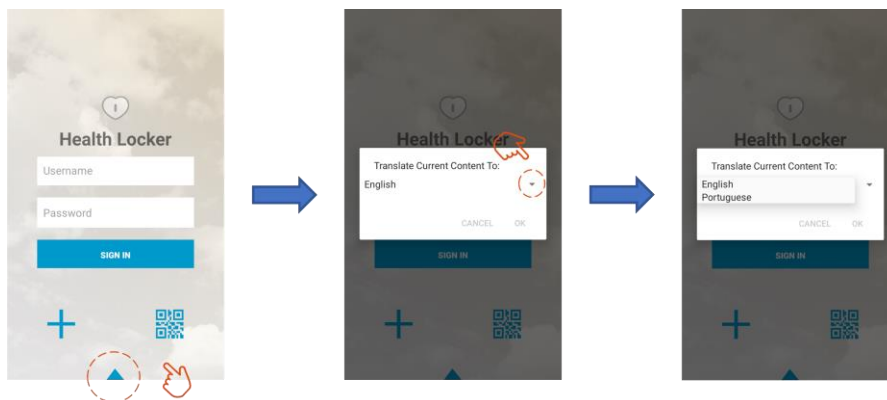 Health Locker
Username
Password
SIGN IN
Health Locker
Translate Current Content To:
English
CANCEL OK
SIGN IN
Health Locker
Translate Current Content To:
English
Portuguese
CANCEL OK
SIGN IN